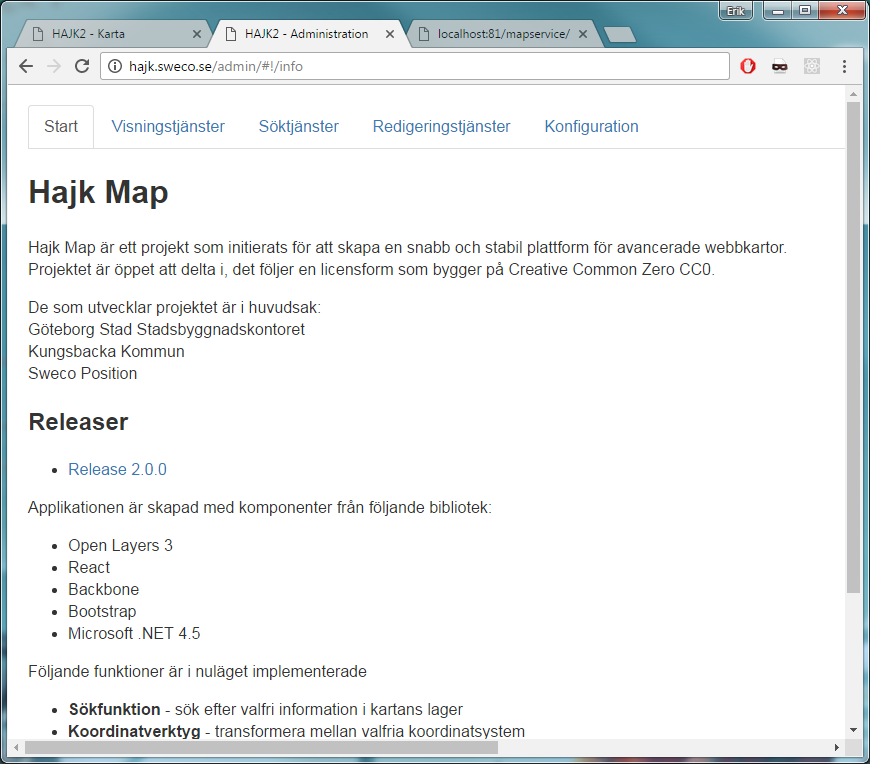 Erik
HAJK2 - Karta
HAJK2 - Administration
localhost:81/mapservice/
hajk.sweco.se/admin/#!/info
Start
Visningstjänster
Söktjänster
Redigeringstjänster
Konfiguration
Hajk Map
Hajk Map är ett projekt som initierats för att skapa en snabb och stabil plattform för avancerade webbkartor.
Projektet är öppet att delta i, det följer en licensform som bygger på Creative Common Zero CC0.
De som utvecklar projektet är i huvudsak:
Göteborg Stad Stadsbyggnadskontoret
Kungsbacka Kommun
Sweco Position
Releaser
• Release 2.0.0
Applikationen är skapad med komponenter från följande bibliotek:
• Open Layers 3
• React
• Backbone
• Bootstrap
• Microsoft .NET 4.5
Följande funktioner är i nuläget implementerade
• Sökfunktion - sök efter valfri information i kartans lager
• Koordinatverktyg - transformera mellan valfria koordinatsystem